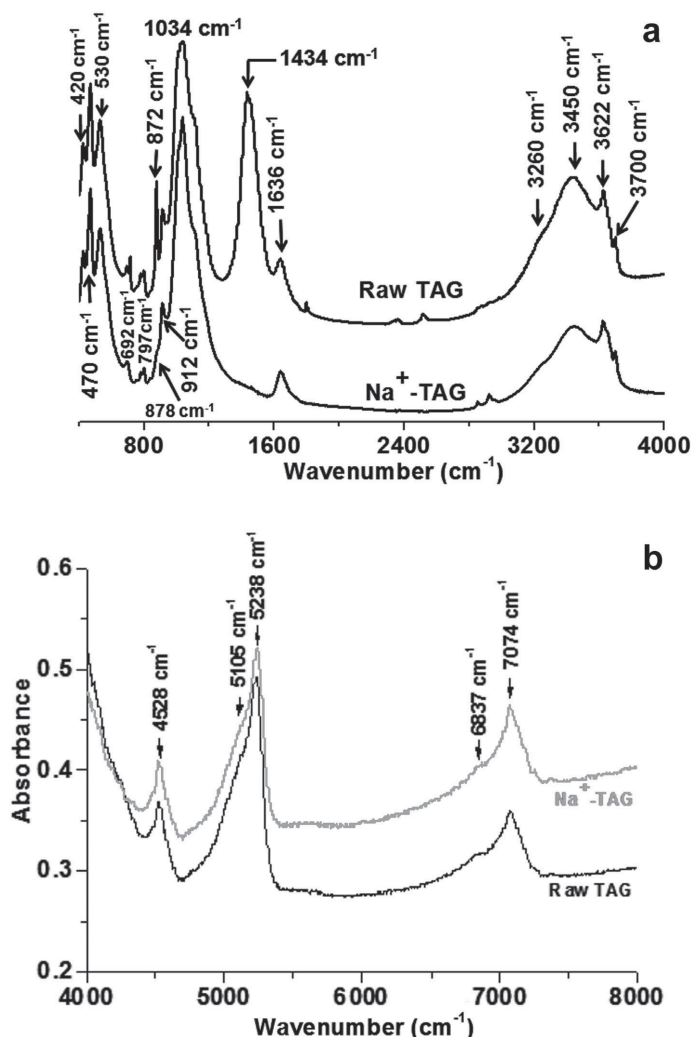 a
420 cm-1
530 cm-1
872 cm-1
1034 cm-1
1434 cm-1
1636 cm-1
3260 cm-1
3450 cm-1
3622 cm-1
3700 cm-1
Raw TAG
470 cm-1
692 cm-1
797 cm-1
878 cm-1
912 cm-1
Na+-TAG
800 1600 2400 3200 4000
Wavenumber (cm-1)
b
0.6
0.5
0.4
0.3
0.2
Absorbance
4528 cm-1
5105 cm-1
5238 cm-1
6837 cm-1
7074 cm-1
Na+-TAG
Raw TAG
4000 5000 6000 7000 8000
Wavenumber (cm-1)